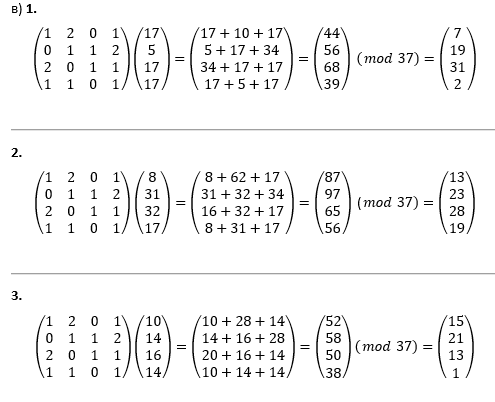 в) 1.
(1 2 0 1) (17) (17 + 10 + 17) (44) (7)
(0 1 1 2) (5) = (5 + 17 + 34) = (56) (mod 37) = (19)
(2 0 1 1) (17) (34 + 17 + 17) (68) (31)
(1 1 0 1) (17) (17 + 5 + 17) (39) (2)
2.
(1 2 0 1) (8) (8 + 62 + 17) (87) (13)
(0 1 1 2) (31) = (31 + 32 + 34) = (97) (mod 37) = (23)
(2 0 1 1) (32) (16 + 32 + 17) (65) (28)
(1 1 0 1) (17) (8 + 31 + 17) (56) (19)
3.
(1 2 0 1) (10) (10 + 28 + 14) (52) (15)
(0 1 1 2) (14) = (14 + 16 + 28) = (58) (mod 37) = (21)
(2 0 1 1) (16) (20 + 16 + 14) (50) (13)
(1 1 0 1) (14) (10 + 14 + 14) (38) (1)